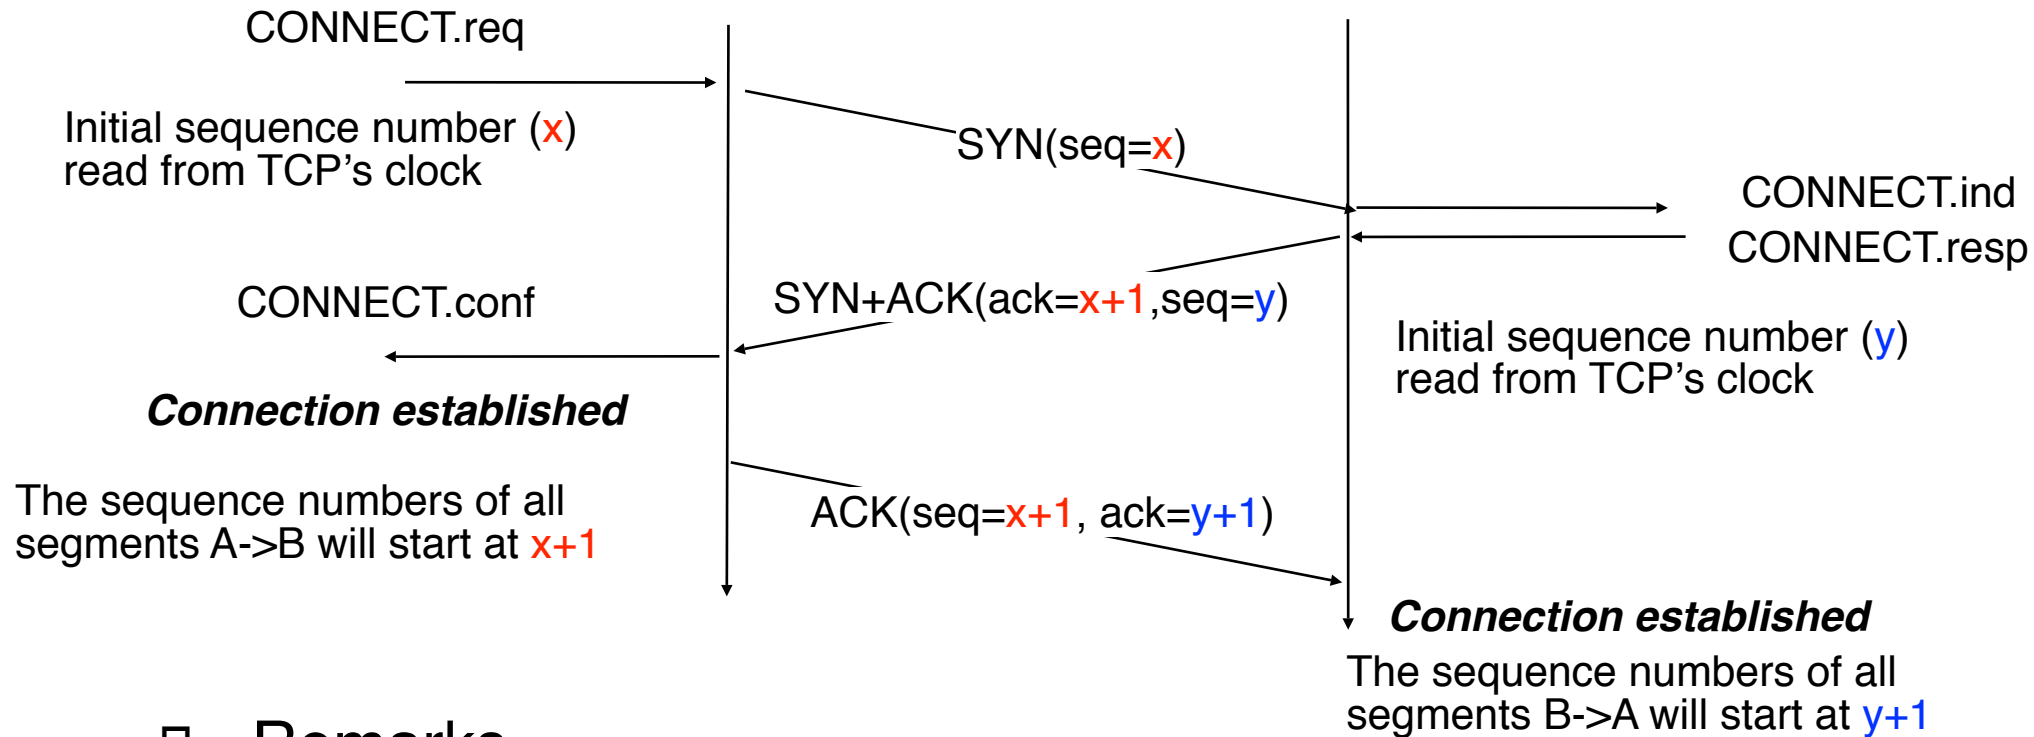 CONNECT.req
Initial sequence number (x)
read from TCP's clock
SYN(seq=x)
CONNECT.ind
CONNECT.resp
CONNECT.conf
SYN+ACK(ack=x+1,seq=y)
Initial sequence number (y)
read from TCP's clock
Connection established
The sequence numbers of all
segments A->B will start at x+1
ACK(seq=x+1, ack=y+1)
Connection established
The sequence numbers of all
segments B->A will start at y+1
Remarks